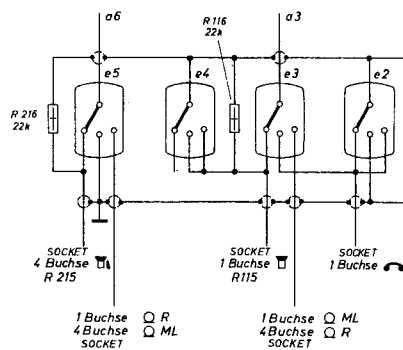 a6
R 116
22k
a3
e5
e4
e3
e2
R 216
22k
SOCKET
4 Buchse
R 215
SOCKET
1 Buchse
R115
SOCKET
1 Buchse
1 Buchse R
4 Buchse ML
SOCKET
1 Buchse ML
4 Buchse R
SOCKET